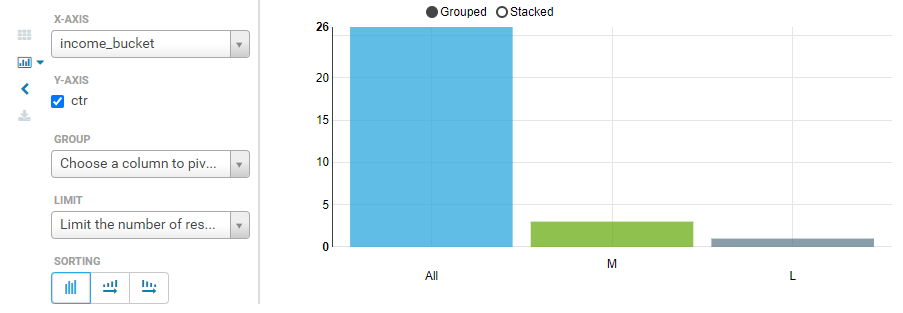 X-AXIS
income_bucket
Y-AXIS
ctr
GROUP
Choose a column to piv...
LIMIT
Limit the number of res...
SORTING
Grouped Stacked
26
20
15
10
5
0
All
M
L